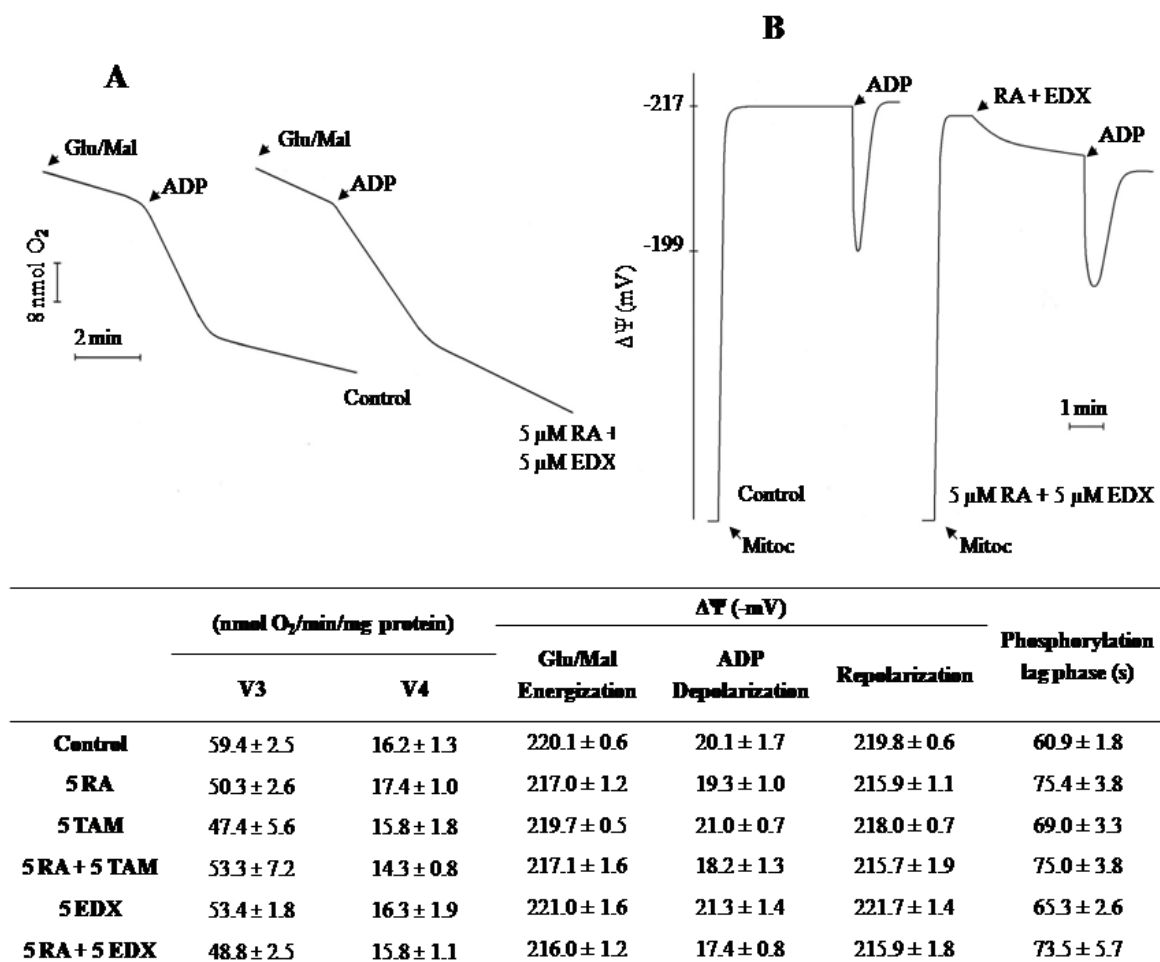 A
B
Glu/Mal
ADP
Glu/Mal
ADP
8 nmol O₂
2 min
Control
5 µM RA +
5 µM EDX
-217
-199
ΔΨ (mV)
ADP
RA + EDX
ADP
1 min
Control
5 µM RA + 5 µM EDX
Mitoc
Mitoc
(nmol O₂/min/mg protein)
ΔΨ (-mV)
Phosphorylation
lag phase (s)
V3 V4
Glu/Mal
Energization
ADP
Depolarization
Repolarization
Control 59.4 ± 2.5 16.2 ± 1.3 220.1 ± 0.6 20.1 ± 1.7 219.8 ± 0.6 60.9 ± 1.8
5 RA 50.3 ± 2.6 17.4 ± 1.0 217.0 ± 1.2 19.3 ± 1.0 215.9 ± 1.1 75.4 ± 3.8
5 TAM 47.4 ± 5.6 15.8 ± 1.8 219.7 ± 0.5 21.0 ± 0.7 218.0 ± 0.7 69.0 ± 3.3
5 RA + 5 TAM 53.3 ± 7.2 14.3 ± 0.8 217.1 ± 1.6 18.2 ± 1.3 215.7 ± 1.9 75.0 ± 3.8
5 EDX 53.4 ± 1.8 16.3 ± 1.9 221.0 ± 1.6 21.3 ± 1.4 221.7 ± 1.4 65.3 ± 2.6
5 RA + 5 EDX 48.8 ± 2.5 15.8 ± 1.1 216.0 ± 1.2 17.4 ± 0.8 215.9 ± 1.8 73.5 ± 5.7